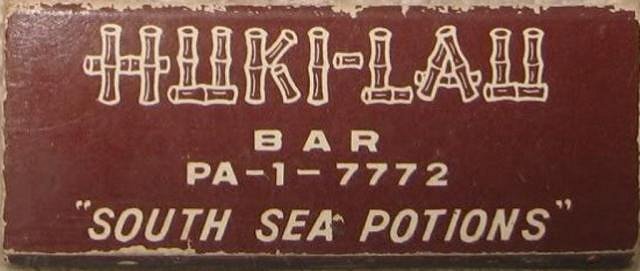 HUKI-LAU
BAR
PA-1-7772
"SOUTH SEA POTIONS"